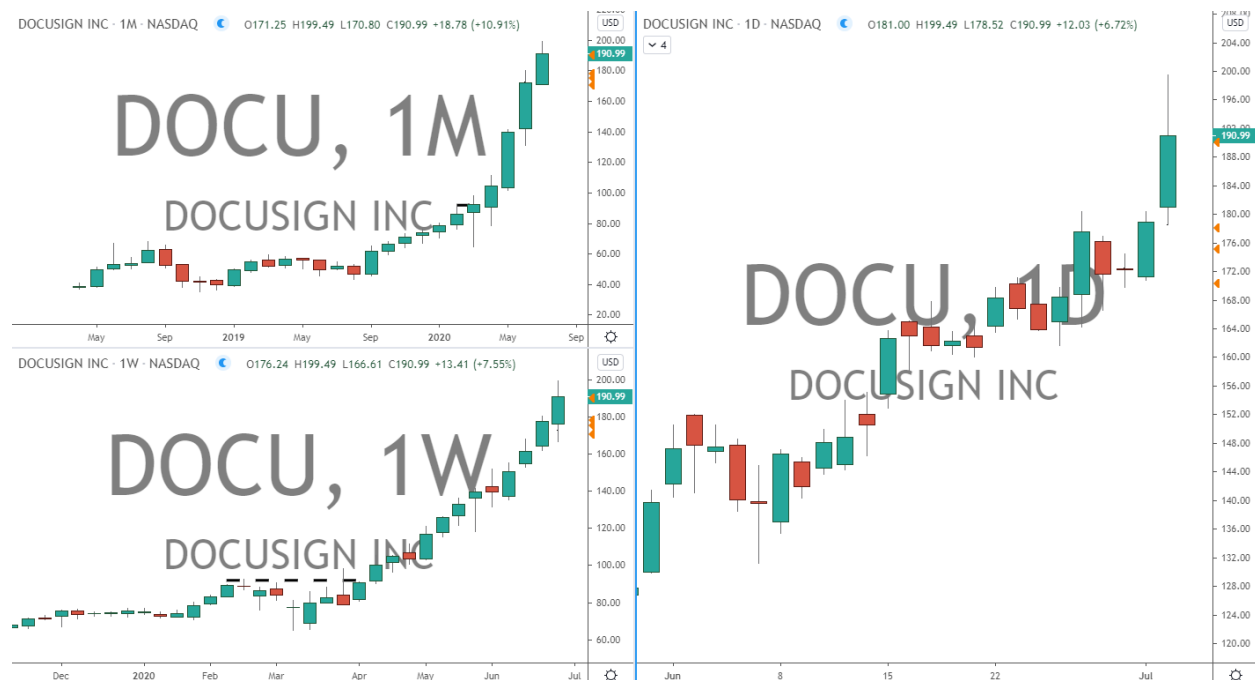 DOCUSIGN INC · 1M · NASDAQ O171.25 H199.49 L170.80 C190.99 +18.78 (+10.91%)
USD
200.00
190.99
180.00
160.00
140.00
120.00
100.00
80.00
60.00
40.00
20.00
DOCU, 1M
DOCUSIGN INC
May Sep 2019 May Sep 2020 May Sep
DOCUSIGN INC · 1W · NASDAQ O176.24 H199.49 L166.61 C190.99 +13.41 (+7.55%)
USD
200.00
190.99
180.00
160.00
140.00
120.00
100.00
80.00
60.00
DOCU, 1W
DOCUSIGN INC
Dec 2020 Feb Mar Apr May Jun Jul
DOCUSIGN INC · 1D · NASDAQ O181.00 H199.49 L178.52 C190.99 +12.03 (+6.72%)
USD
4
204.00
200.00
196.00
190.99
188.00
184.00
180.00
176.00
172.00
168.00
164.00
160.00
156.00
152.00
148.00
144.00
140.00
136.00
132.00
128.00
124.00
120.00
DOCU, 1D
DOCUSIGN INC
Jun 8 15 22 Jul